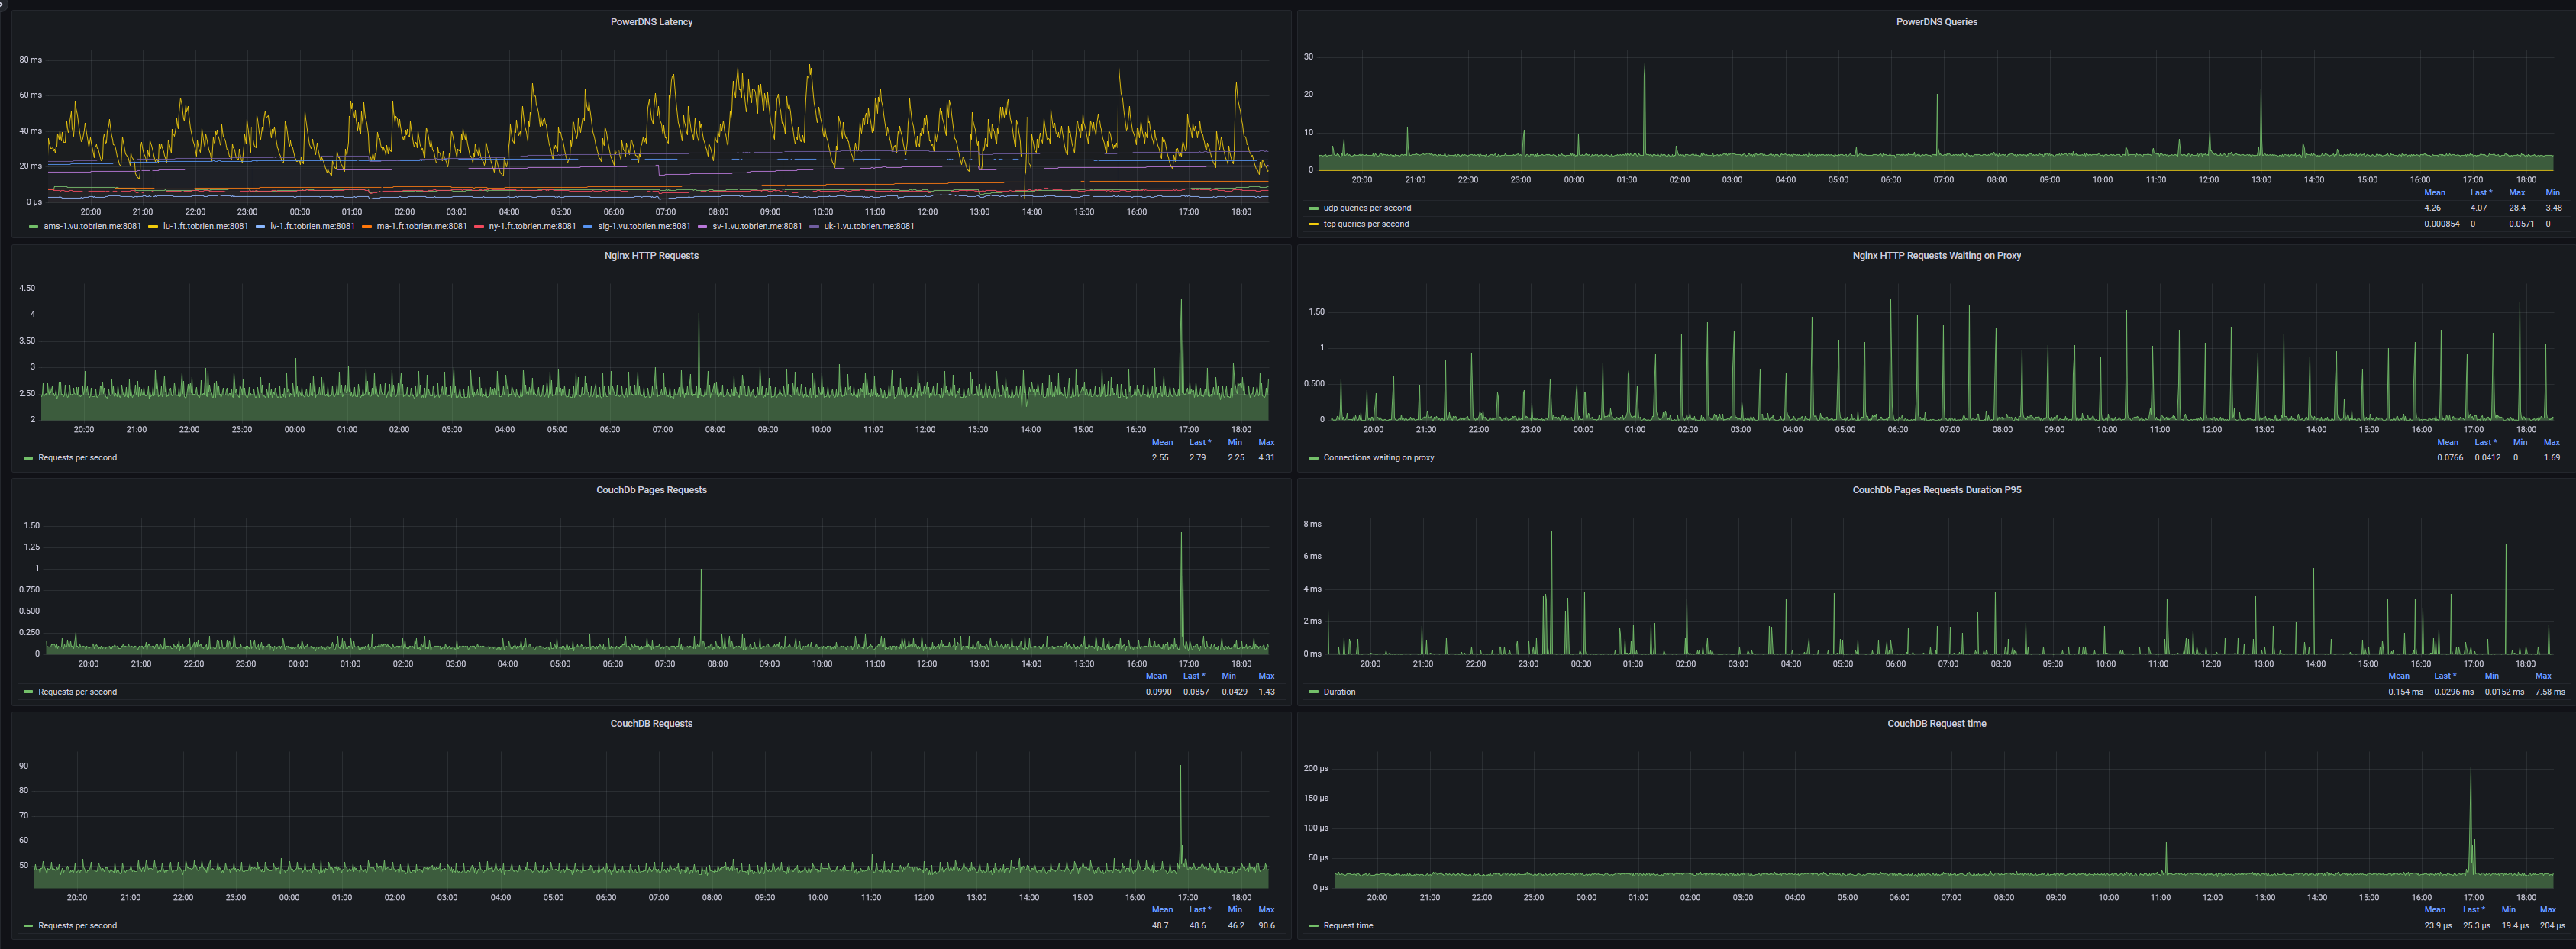 PowerDNS Latency
80 ms
60 ms
40 ms
20 ms
0 µs
20:00 21:00 22:00 23:00 00:00 01:00 02:00 03:00 04:00 05:00 06:00 07:00 08:00 09:00 10:00 11:00 12:00 13:00 14:00 15:00 16:00 17:00 18:00
ams-1.vu.tobrien.me:8081 lu-1.ft.tobrien.me:8081 lv-1.ft.tobrien.me:8081 ma-1.ft.tobrien.me:8081 ny-1.ft.tobrien.me:8081 sig-1.vu.tobrien.me:8081 sv-1.vu.tobrien.me:8081 uk-1.vu.tobrien.me:8081
PowerDNS Queries
30
20
10
0
20:00 21:00 22:00 23:00 00:00 01:00 02:00 03:00 04:00 05:00 06:00 07:00 08:00 09:00 10:00 11:00 12:00 13:00 14:00 15:00 16:00 17:00 18:00
Mean Last * Max Min
udp queries per second 4.26 4.07 28.4 3.48
tcp queries per second 0.000854 0 0.0571 0
Nginx HTTP Requests
4.50
4
3.50
3
2.50
2
20:00 21:00 22:00 23:00 00:00 01:00 02:00 03:00 04:00 05:00 06:00 07:00 08:00 09:00 10:00 11:00 12:00 13:00 14:00 15:00 16:00 17:00 18:00
Mean Last * Min Max
Requests per second 2.55 2.79 2.25 4.31
Nginx HTTP Requests Waiting on Proxy
1.50
1
0.500
0
20:00 21:00 22:00 23:00 00:00 01:00 02:00 03:00 04:00 05:00 06:00 07:00 08:00 09:00 10:00 11:00 12:00 13:00 14:00 15:00 16:00 17:00 18:00
Mean Last * Min Max
Connections waiting on proxy 0.0766 0.0412 0 1.69
CouchDb Pages Requests
1.50
1.25
1
0.750
0.500
0.250
0
20:00 21:00 22:00 23:00 00:00 01:00 02:00 03:00 04:00 05:00 06:00 07:00 08:00 09:00 10:00 11:00 12:00 13:00 14:00 15:00 16:00 17:00 18:00
Mean Last * Min Max
Requests per second 0.0990 0.0857 0.0429 1.43
CouchDb Pages Requests Duration P95
8 ms
6 ms
4 ms
2 ms
0 ms
20:00 21:00 22:00 23:00 00:00 01:00 02:00 03:00 04:00 05:00 06:00 07:00 08:00 09:00 10:00 11:00 12:00 13:00 14:00 15:00 16:00 17:00 18:00
Mean Last * Min Max
Duration 0.154 ms 0.0296 ms 0.0152 ms 7.58 ms
CouchDB Requests
90
80
70
60
50
20:00 21:00 22:00 23:00 00:00 01:00 02:00 03:00 04:00 05:00 06:00 07:00 08:00 09:00 10:00 11:00 12:00 13:00 14:00 15:00 16:00 17:00 18:00
Mean Last * Min Max
Requests per second 48.7 48.6 46.2 90.6
CouchDB Request time
200 µs
150 µs
100 µs
50 µs
0 µs
20:00 21:00 22:00 23:00 00:00 01:00 02:00 03:00 04:00 05:00 06:00 07:00 08:00 09:00 10:00 11:00 12:00 13:00 14:00 15:00 16:00 17:00 18:00
Mean Last * Min Max
Request time 23.9 µs 25.3 µs 19.4 µs 204 µs